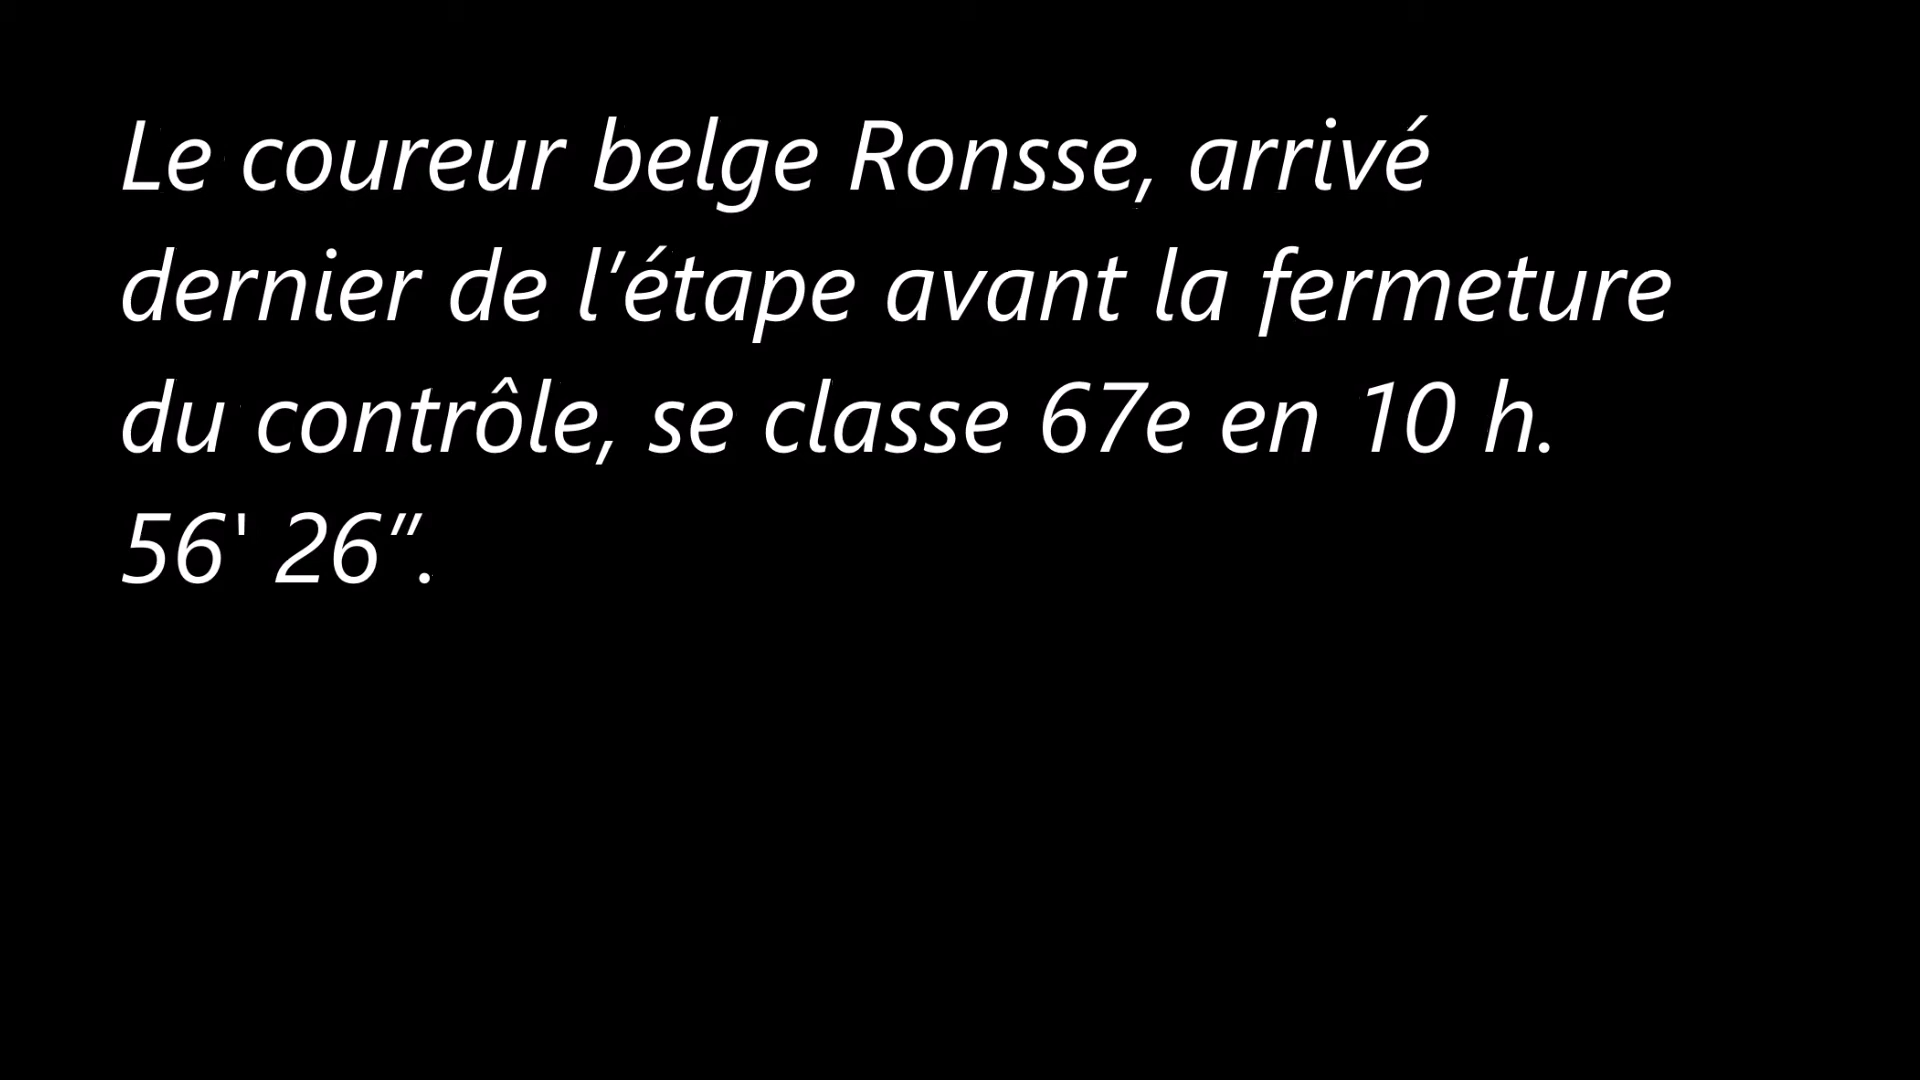 Le coureur belge Ronsse, arrivé
dernier de l’étape avant la fermeture
du contrôle, se classe 67e en 10 h.
56' 26”.